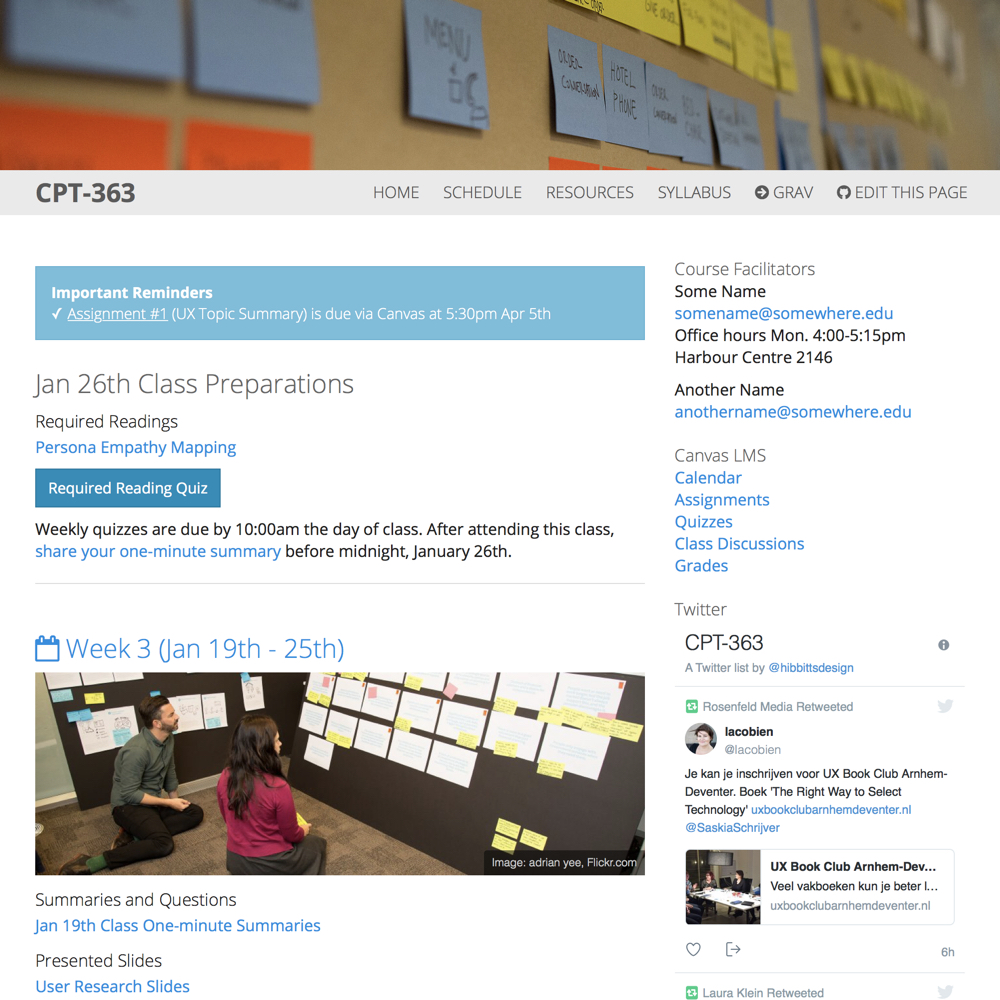 MENU
ORDER-
CONVERSATION
HOTEL
PHONE
CPT-363
HOME SCHEDULE RESOURCES SYLLABUS GRAV EDIT THIS PAGE
Important Reminders
✓ Assignment #1 (UX Topic Summary) is due via Canvas at 5:30pm Apr 5th
Jan 26th Class Preparations
Required Readings
Persona Empathy Mapping
Required Reading Quiz
Weekly quizzes are due by 10:00am the day of class. After attending this class,
share your one-minute summary before midnight, January 26th.
Week 3 (Jan 19th - 25th)
Image: adrian yee, Flickr.com
Summaries and Questions
Jan 19th Class One-minute Summaries
Presented Slides
User Research Slides
Course Facilitators
Some Name
somename@somewhere.edu
Office hours Mon. 4:00-5:15pm
Harbour Centre 2146
Another Name
anothername@somewhere.edu
Canvas LMS
Calendar
Assignments
Quizzes
Class Discussions
Grades
Twitter
CPT-363
A Twitter list by @hibbittsdesign
Rosenfeld Media Retweeted
Iacobien
@Iacobien
Je kan je inschrijven voor UX Book Club Arnhem-
Deventer. Boek 'The Right Way to Select
Technology' uxbookclubarnhemdeventer.nl
@SaskiaSchrijver
UX Book Club Arnhem-Dev...
Veel vakboeken kun je beter l...
uxbookclubarnhemdeventer.nl
6h
Laura Klein Retweeted